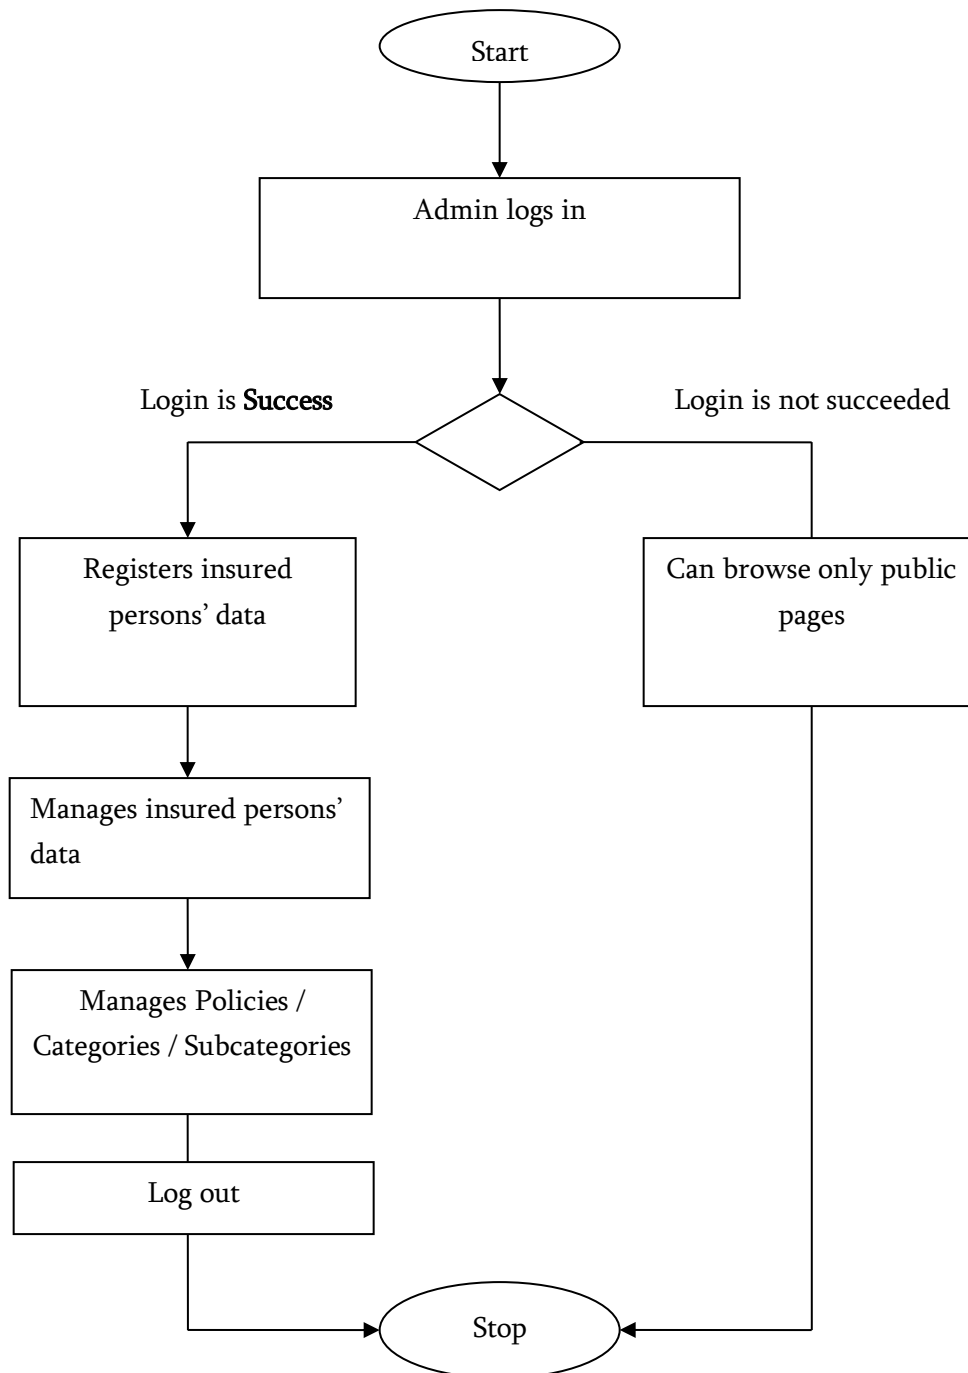 Start
Admin logs in
Login is Success
Login is not succeeded
Registers insured
persons’ data
Can browse only public
pages
Manages insured persons’
data
Manages Policies /
Categories / Subcategories
Log out
Stop